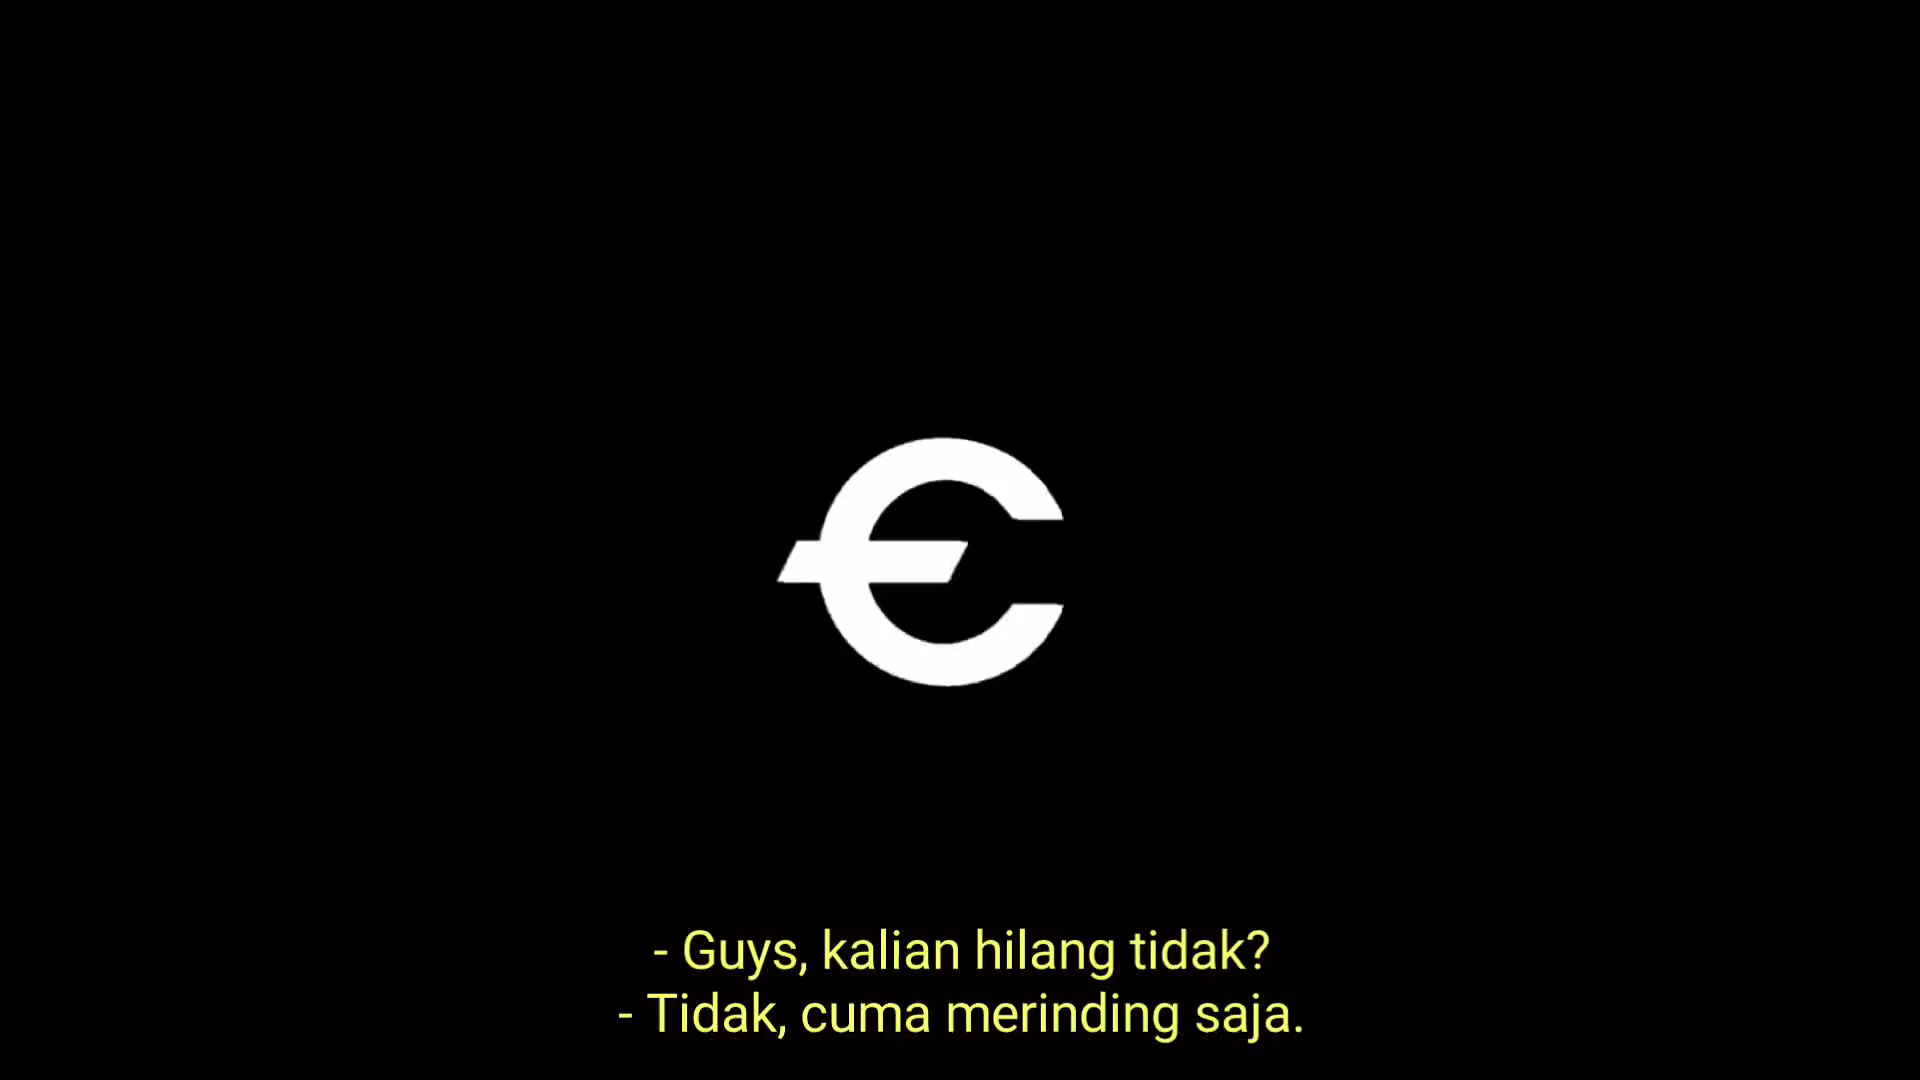 €
- Guys, kalian hilang tidak?
- Tidak, cuma merinding saja.